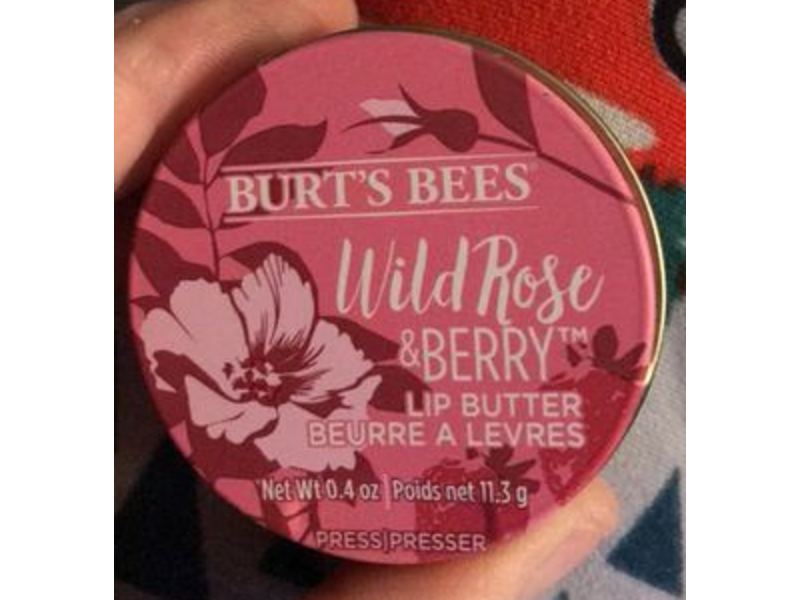 BURT'S BEES
Wild Rose
&BERRY™
LIP BUTTER
BEURRE A LEVRES
Net Wt 0.4 oz | Poids net 11.3 g
PRESS|PRESSER